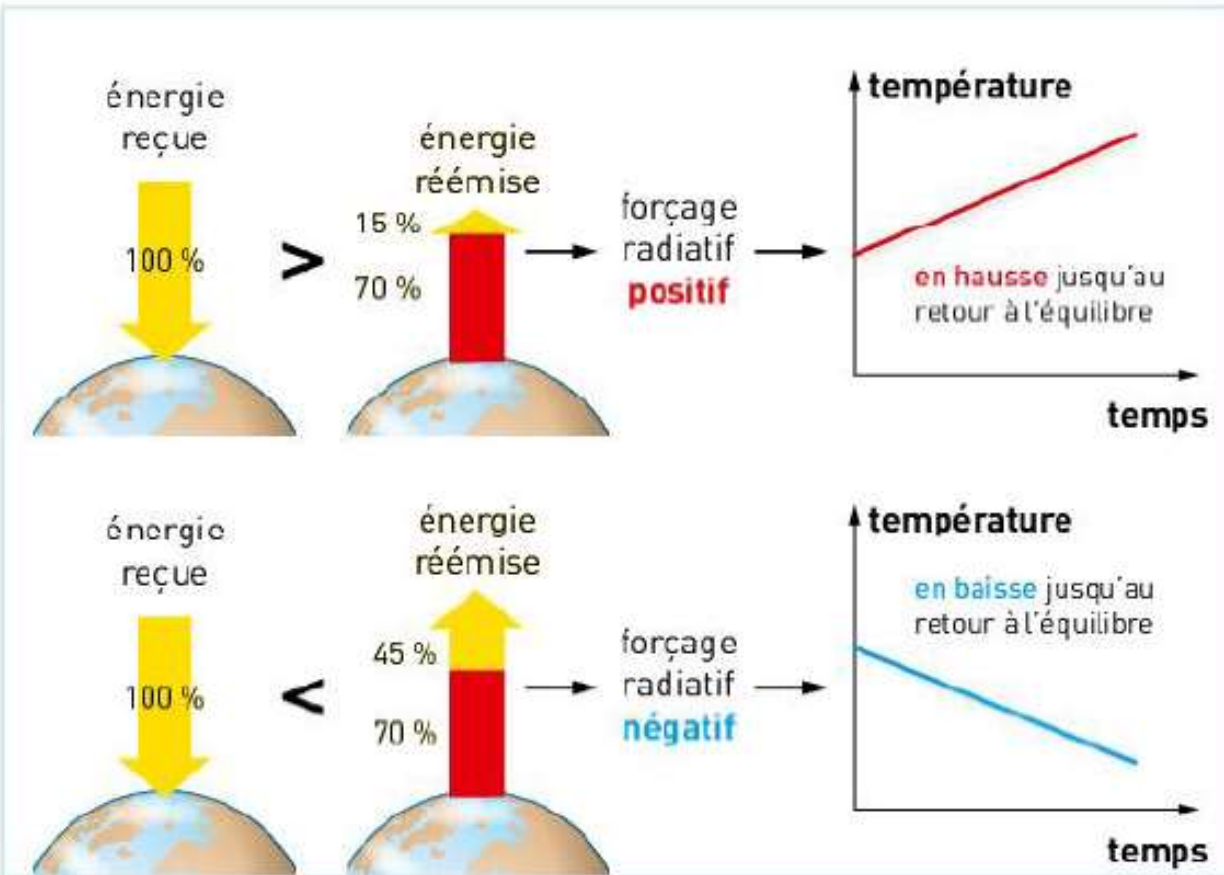 énergie
reçue
100 %
>
énergie
réémise
15 %
70 %
forçage
radiatif
positif
température
en hausse jusqu'au
retour à l'équilibre
temps
énergie
reçue
100 %
<
énergie
réémise
45 %
70 %
forçage
radiatif
négatif
température
en baisse jusqu'au
retour à l'équilibre
temps